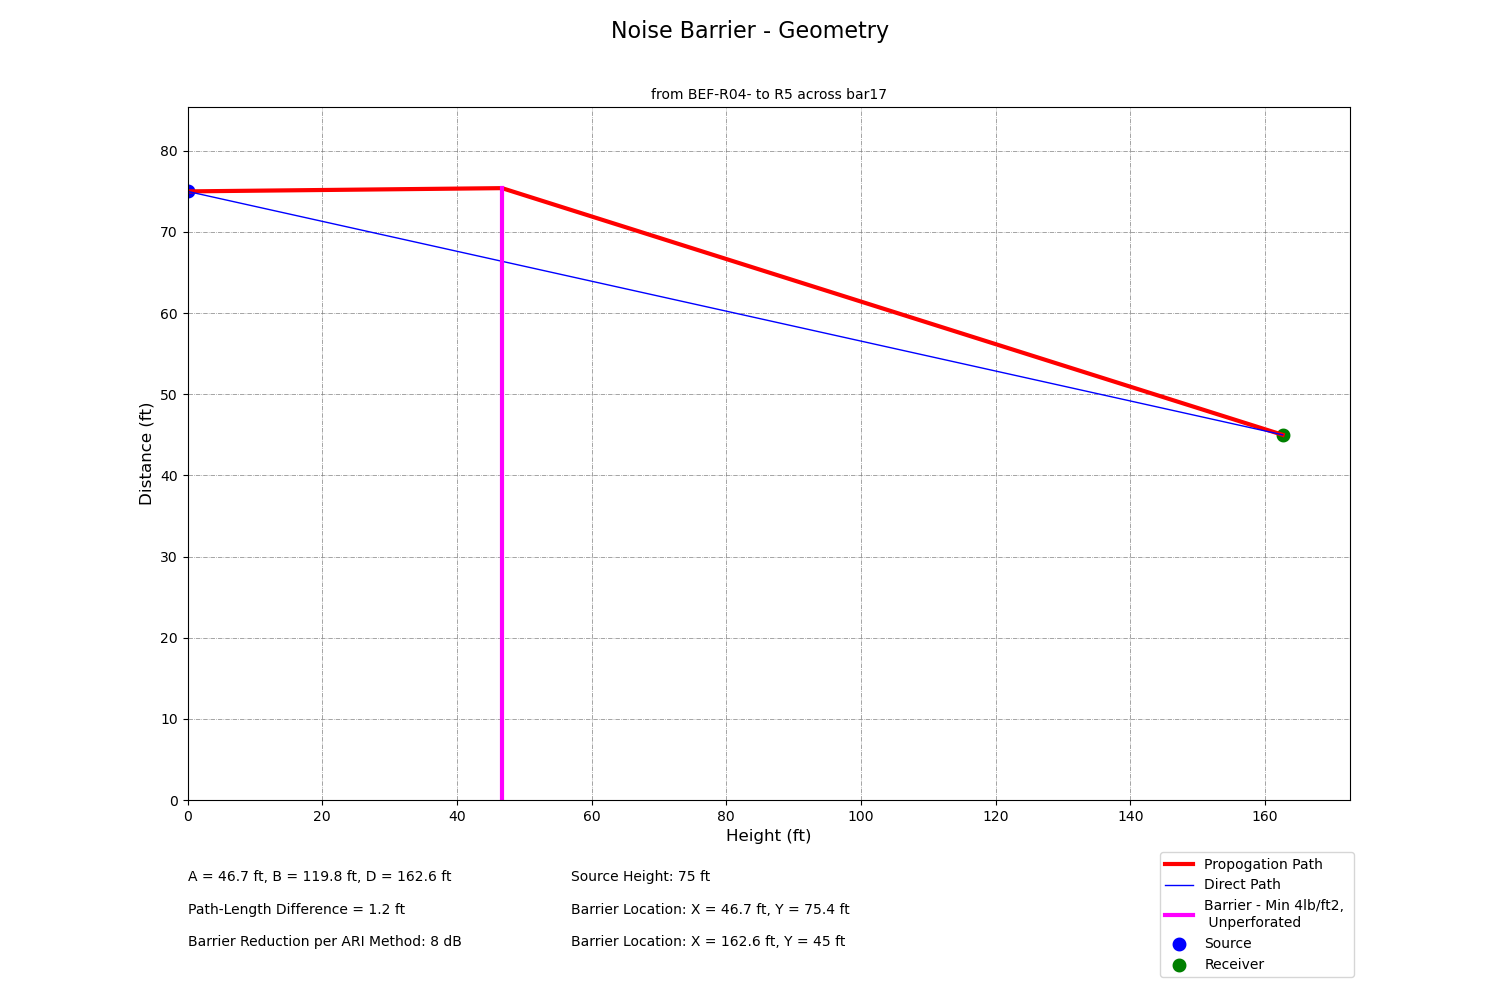 Noise Barrier - Geometry
from BEF-R04- to R5 across bar17
80
70
60
50
40
30
20
10
0
Distance (ft)
0 20 40 60 80 100 120 140 160
Height (ft)
A = 46.7 ft, B = 119.8 ft, D = 162.6 ft
Path-Length Difference = 1.2 ft
Barrier Reduction per ARI Method: 8 dB
Source Height: 75 ft
Barrier Location: X = 46.7 ft, Y = 75.4 ft
Barrier Location: X = 162.6 ft, Y = 45 ft
Propogation Path
Direct Path
Barrier - Min 4lb/ft2,
Unperforated
Source
Receiver